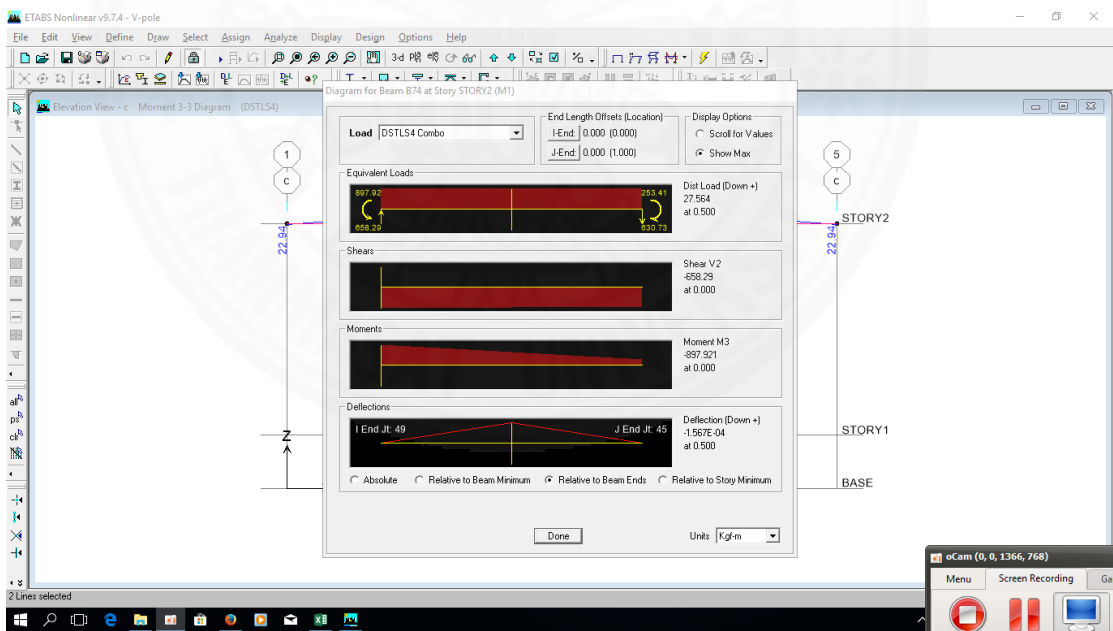 ETABS Nonlinear v9.7.4 - V-pole
File Edit View Define Draw Select Assign Analyze Display Design Options Help
3-d
Elevation View - c Moment 3-3 Diagram (DSTLS4)
Diagram for Beam B74 at Story STORY2 (M1)
Load DSTLS4 Combo
End Length Offsets (Location)
I-End: 0.000 (0.000)
J-End: 0.000 (1.000)
Display Options
Scroll for Values
Show Max
Equivalent Loads
897.92
253.41
658.29
630.73
Dist Load (Down +)
27.564
at 0.500
Shears
Shear V2
-658.29
at 0.000
Moments
Moment M3
-897.921
at 0.000
Deflections
I End Jt: 49
J End Jt: 45
Deflection (Down +)
-1.567E-04
at 0.500
Absolute Relative to Beam Minimum Relative to Beam Ends Relative to Story Minimum
Done
Units Kgf-m
1
C
5
C
22.94
22.94
STORY2
STORY1
BASE
Z
all
ps
clr
2 Lines selected
oCam (0, 0, 1366, 768)
Menu Screen Recording Ga